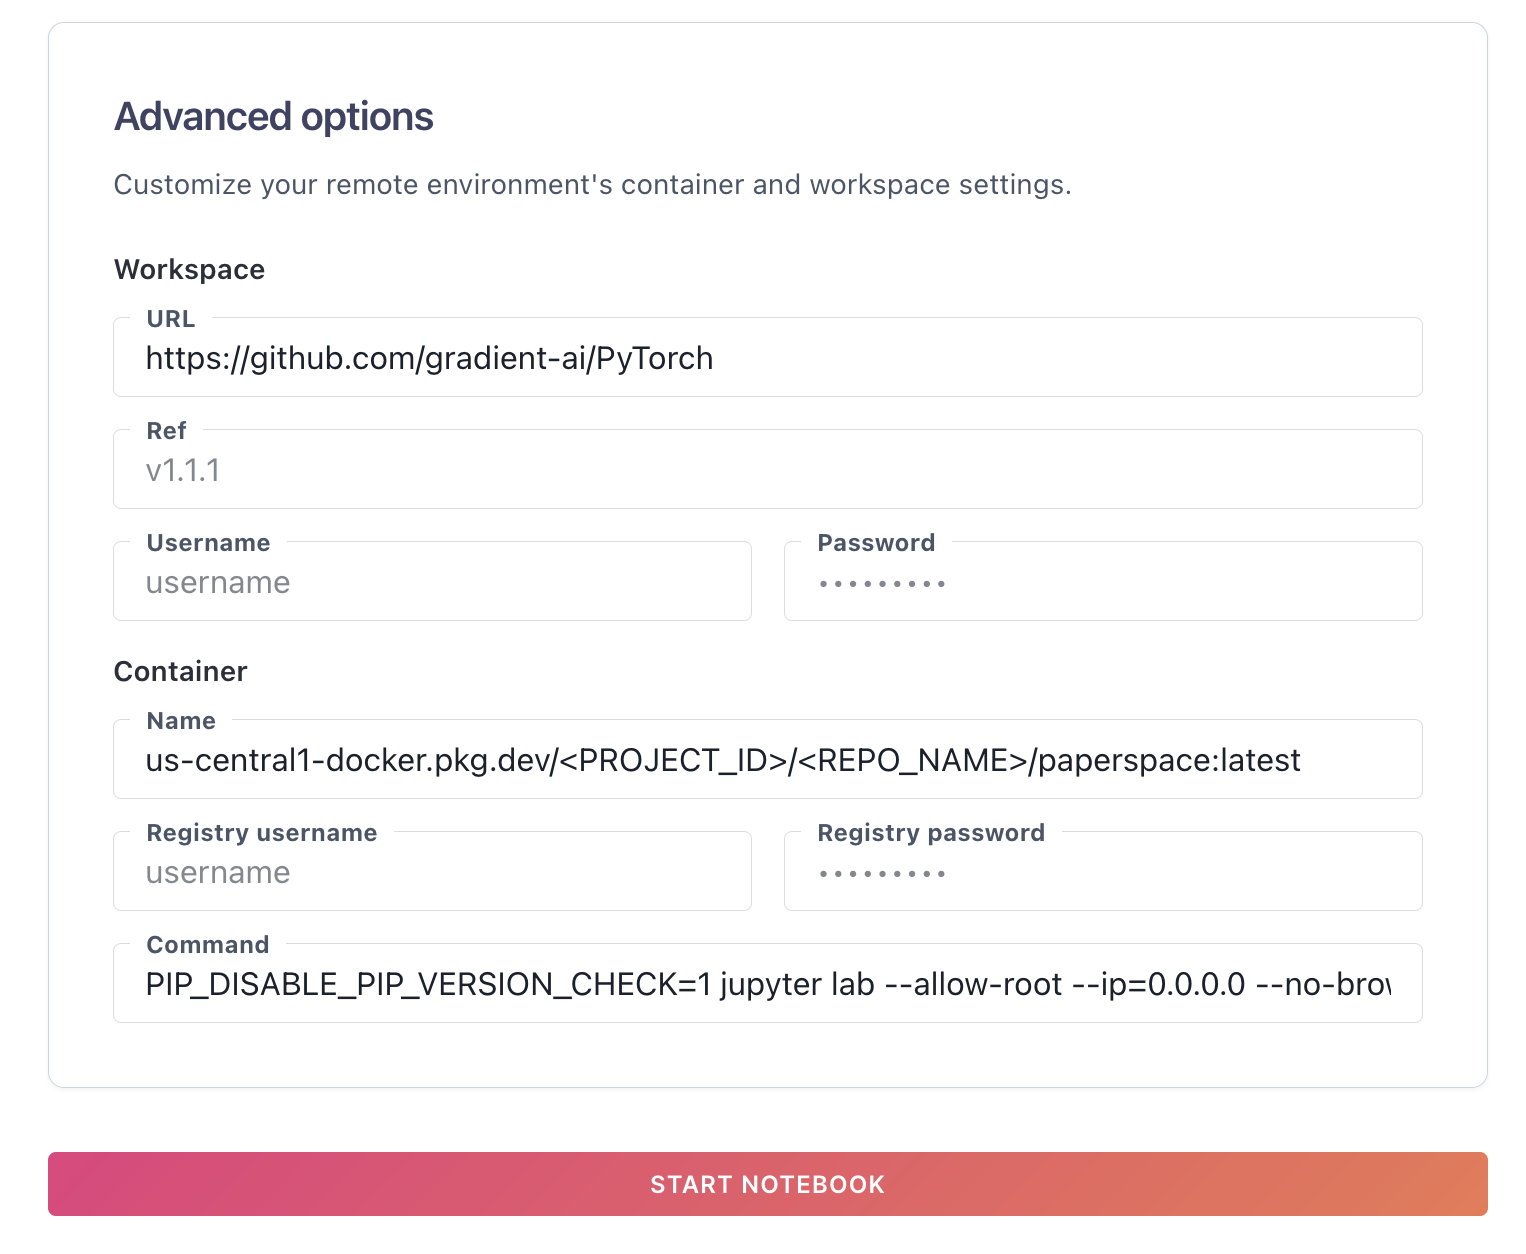 Advanced options
Customize your remote environment's container and workspace settings.
Workspace
URL
https://github.com/gradient-ai/PyTorch
Ref
v1.1.1
Username
username
Password
•••••••••
Container
Name
us-central1-docker.pkg.dev/<PROJECT_ID>/<REPO_NAME>/paperspace:latest
Registry username
username
Registry password
•••••••••
Command
PIP_DISABLE_PIP_VERSION_CHECK=1 jupyter lab --allow-root --ip=0.0.0.0 --no-brov
START NOTEBOOK